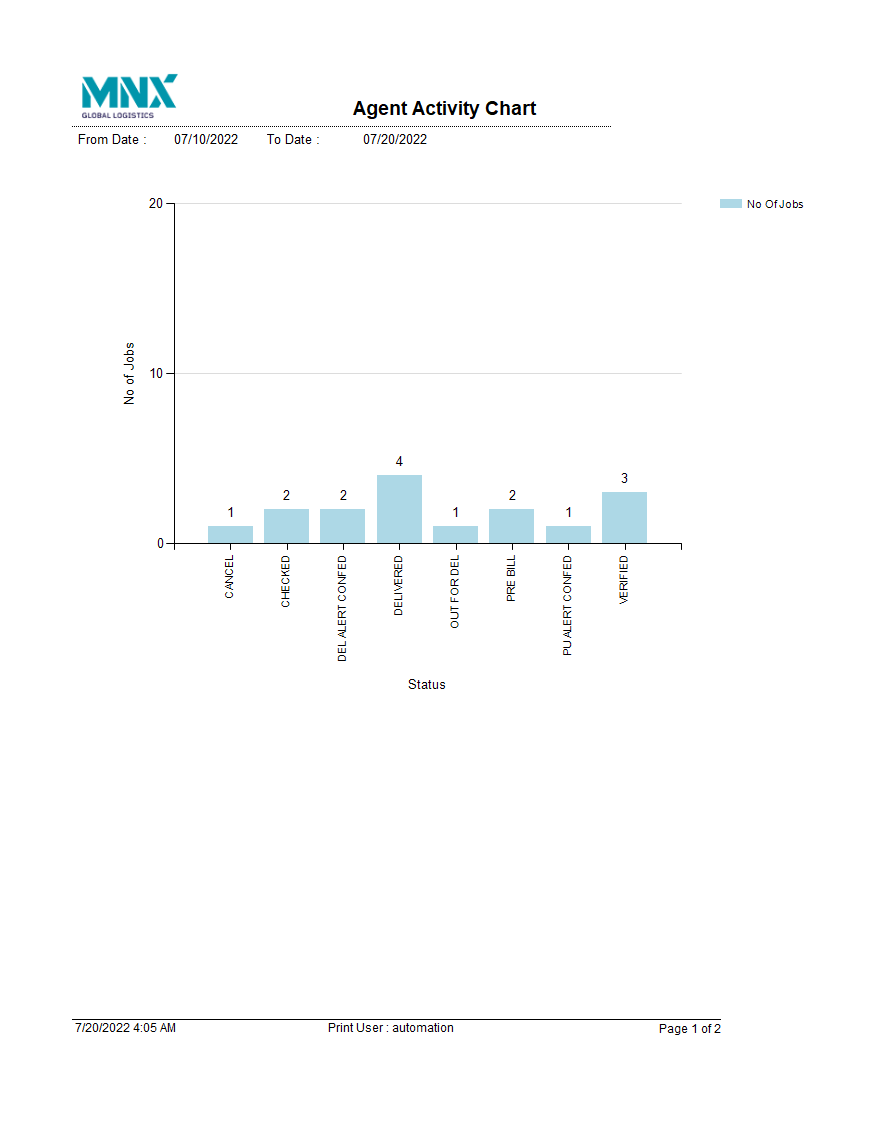 MNX
GLOBAL LOGISTICS
Agent Activity Chart
From Date : 07/10/2022 To Date : 07/20/2022
20
No Of Jobs
No of Jobs
10
4
3
2 2 2
1 1 1
0
CANCEL
CHECKED
DEL ALERT CONFED
DELIVERED
OUT FOR DEL
PRE BILL
PU ALERT CONFED
VERIFIED
Status
7/20/2022 4:05 AM Print User : automation Page 1 of 2